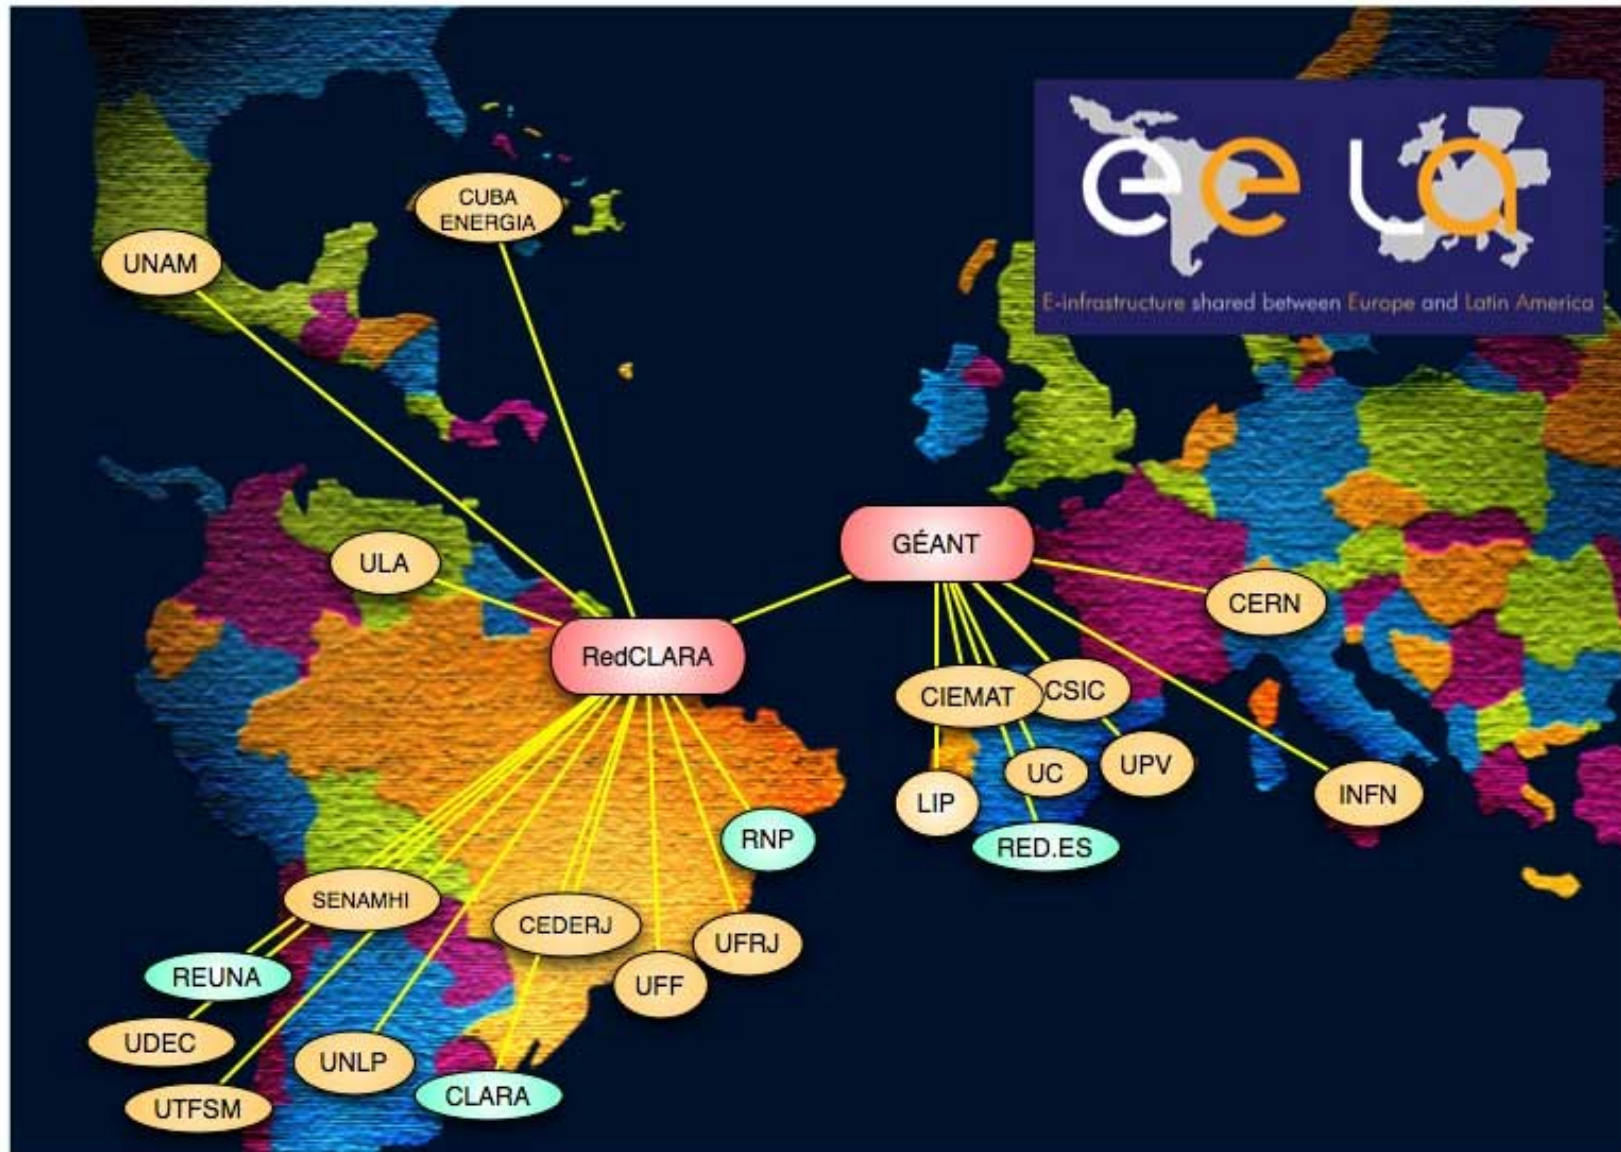 eela
E-infrastructure shared between Europe and Latin America
CUBA
ENERGIA
UNAM
GÉANT
ULA
CERN
RedCLARA
CIEMAT
CSIC
UC
UPV
INFN
LIP
RNP
RED.ES
SENAMHI
CEDERJ
UFRJ
REUNA
UFF
UDEC
UNLP
CLARA
UTFSM